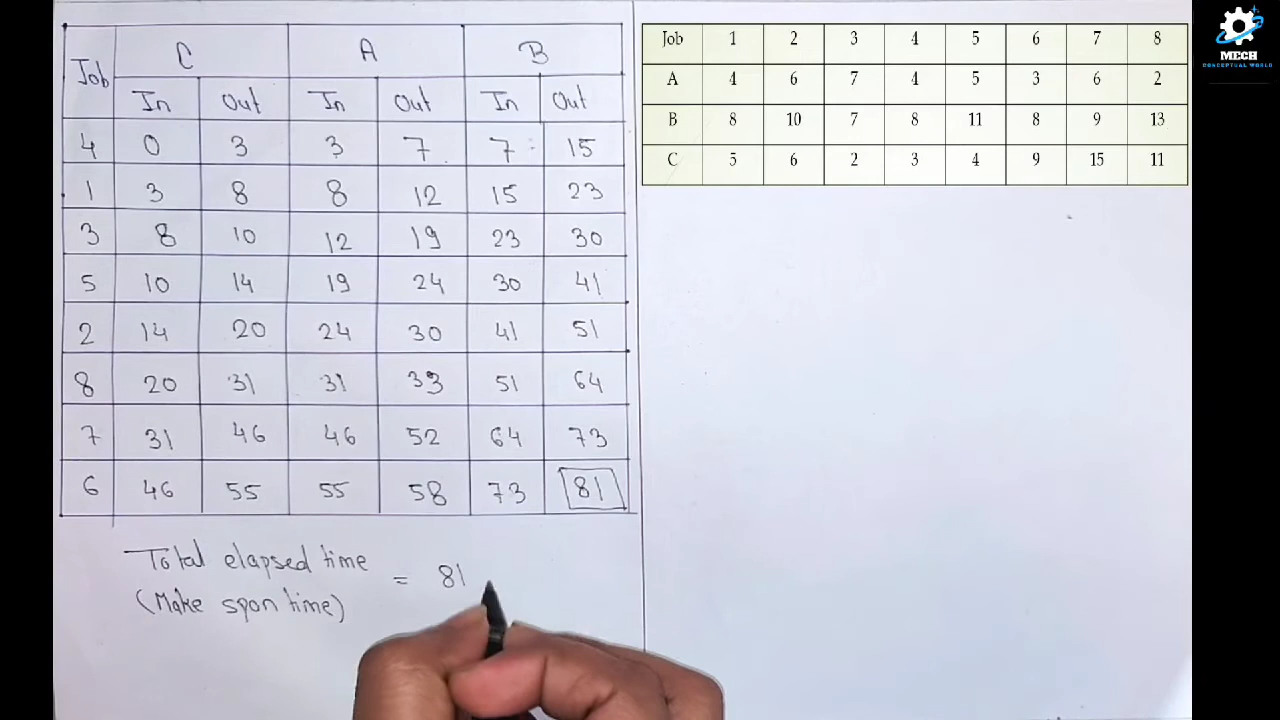 Job C A B
In Out In Out In Out
4 0 3 3 7 7 15
1 3 8 8 12 15 23
3 8 10 12 19 23 30
5 10 14 19 24 30 41
2 14 20 24 30 41 51
8 20 31 31 33 51 64
7 31 46 46 52 64 73
6 46 55 55 58 73 81
Total elapsed time
(Make span time) = 81
Job 1 2 3 4 5 6 7 8
A 4 6 7 4 5 3 6 2
B 8 10 7 8 11 8 9 13
C 5 6 2 3 4 9 15 11
MECH
CONCEPTUAL WORLD